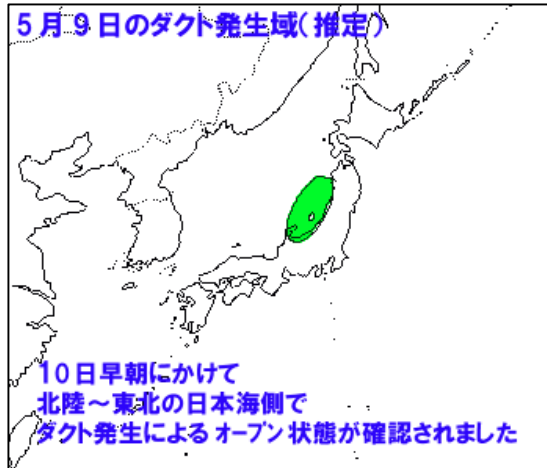 5月9日のダクト発生域(推定)
10日早朝にかけて
北陸～東北の日本海側で
ダクト発生によるオープン状態が確認されました